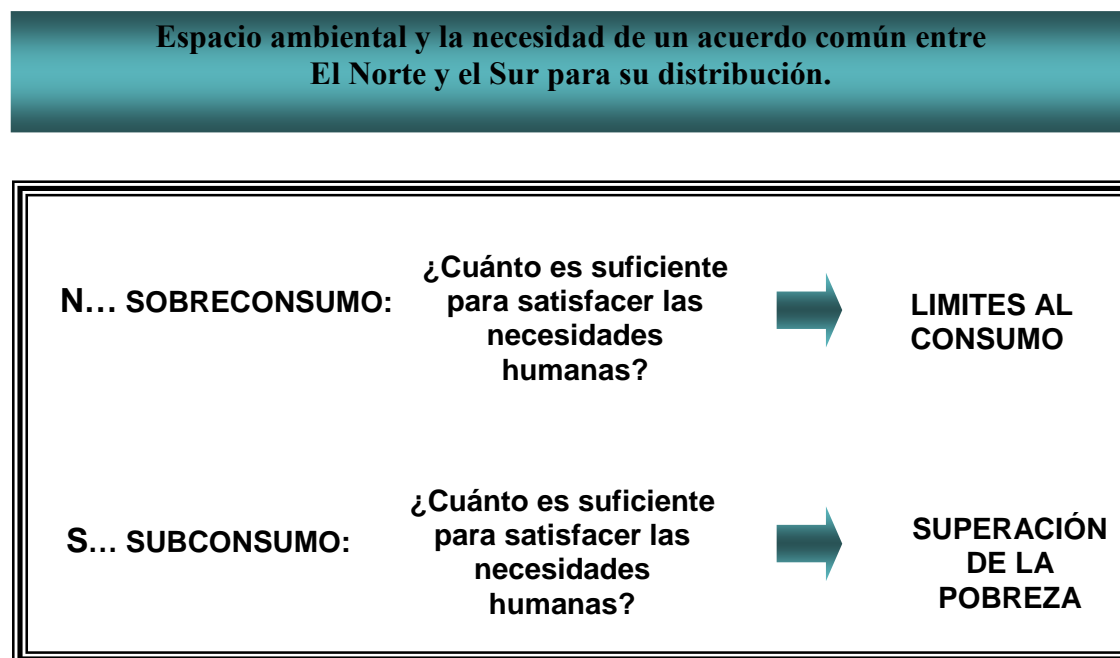 Espacio ambiental y la necesidad de un acuerdo común entre
El Norte y el Sur para su distribución.
N... SOBRECONSUMO:
¿Cuánto es suficiente
para satisfacer las
necesidades
humanas?
LIMITES AL
CONSUMO
S... SUBCONSUMO:
¿Cuánto es suficiente
para satisfacer las
necesidades
humanas?
SUPERACIÓN
DE LA
POBREZA